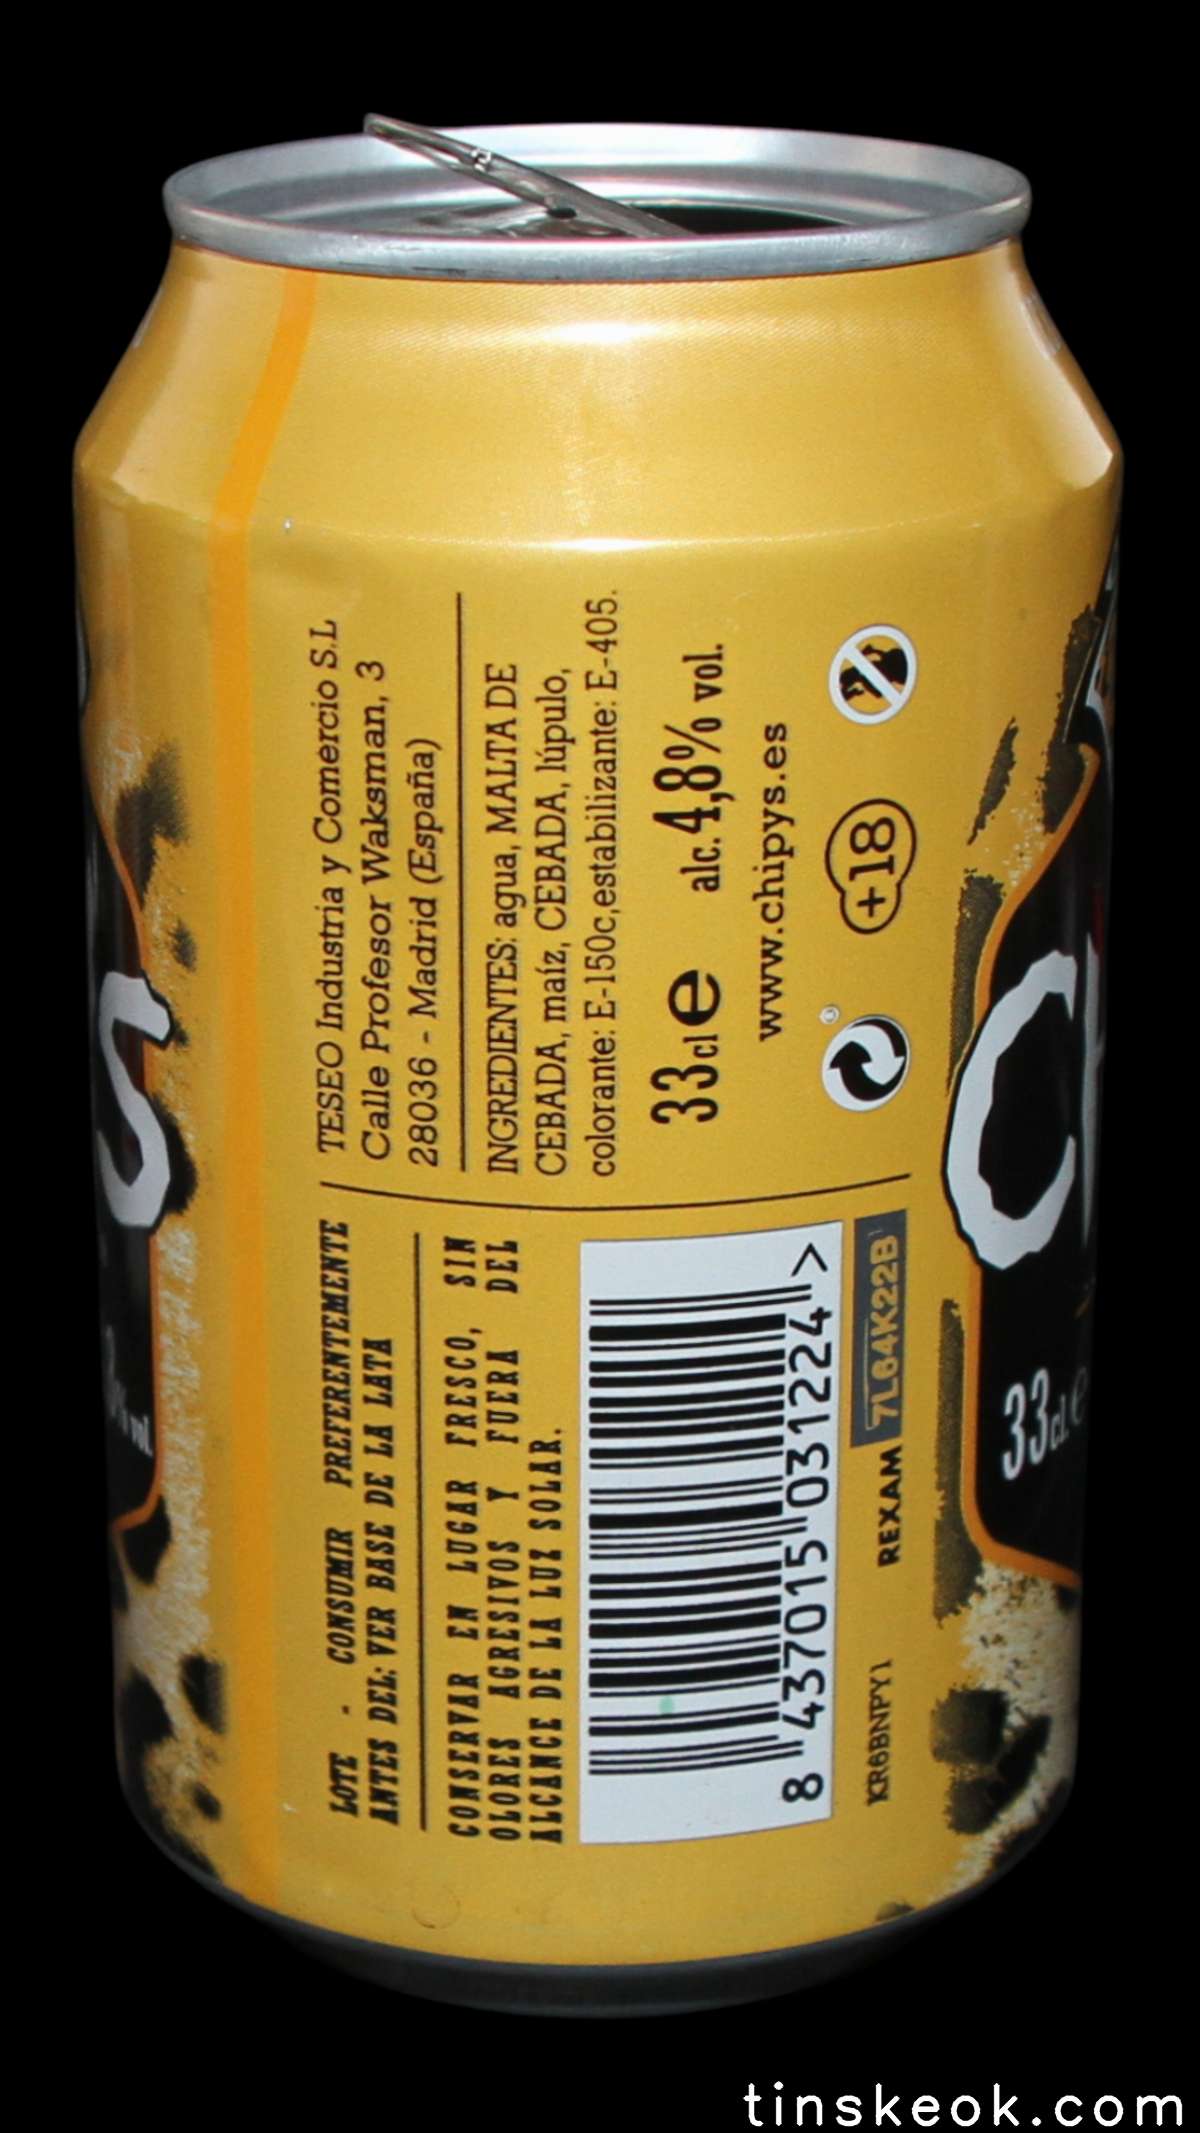 TESEO Industria y Comercio S.L
Calle Profesor Waksman, 3
28036 - Madrid (España)
INGREDIENTES: agua, MALTA DE
CEBADA, maíz, CEBADA, lúpulo,
colorante: E-150c,estabilizante: E-405.
33cl e alc. 4,8% vol.
www.chipys.es
+18
LOTE - CONSUMIR PREFERENTEMENTE
ANTES DEL: VER BASE DE LA LATA
CONSERVAR EN LUGAR FRESCO, SIN
OLORES AGRESIVOS Y FUERA DEL
ALCANCE DE LA LUZ SOLAR.
8 437015 031224 >
KR6BNPY1 REXAM 7L64K22B
S
% vol.
CH
33cl. e
tinskeok.com